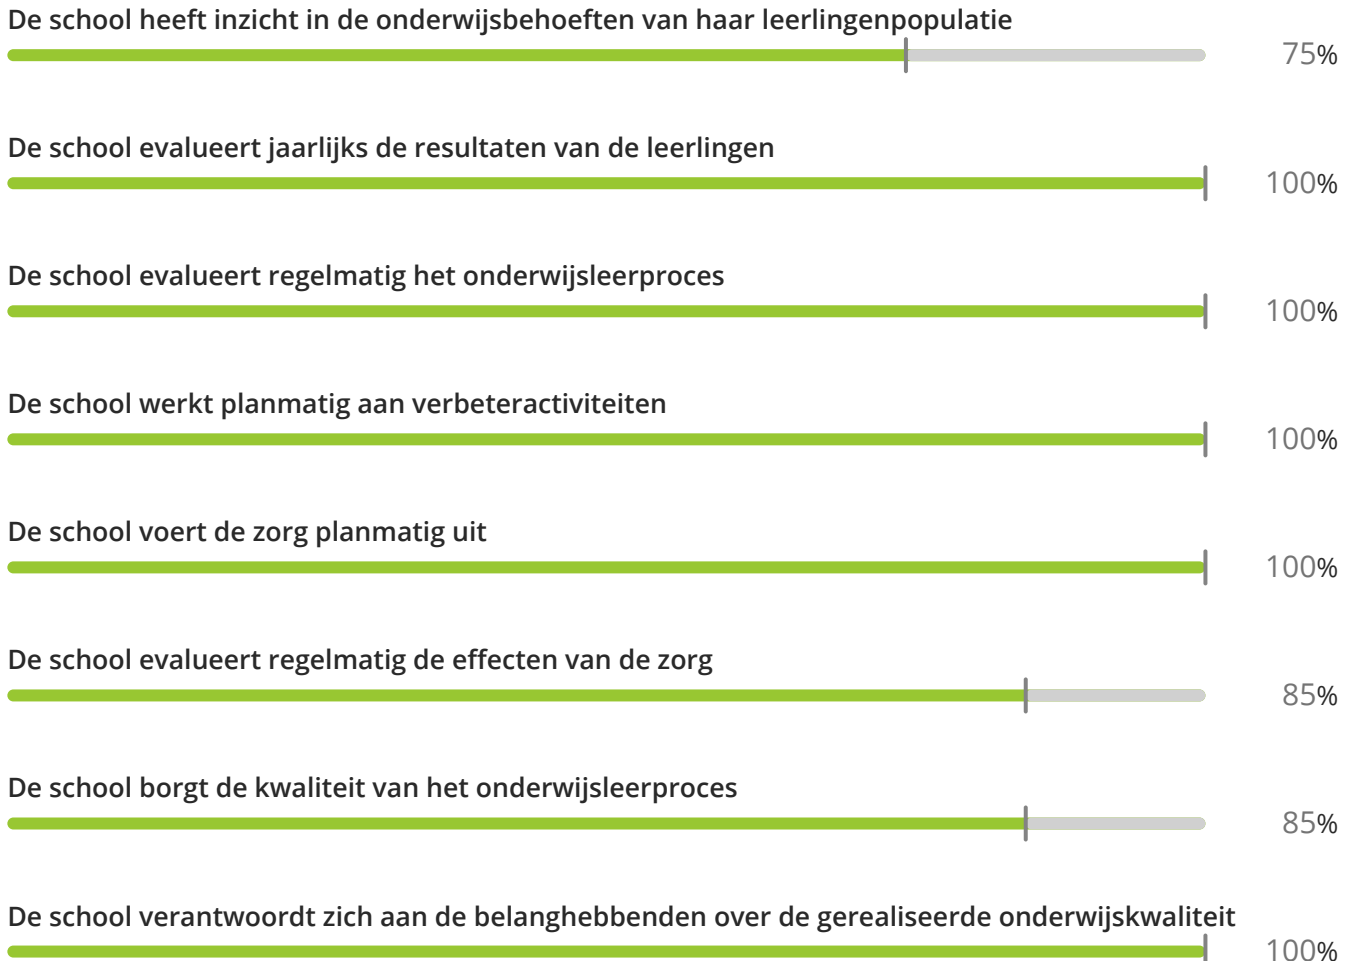 De school heeft inzicht in de onderwijsbehoeften van haar leerlingenpopulatie
75%
De school evalueert jaarlijks de resultaten van de leerlingen
100%
De school evalueert regelmatig het onderwijsleerproces
100%
De school werkt planmatig aan verbeteractiviteiten
100%
De school voert de zorg planmatig uit
100%
De school evalueert regelmatig de effecten van de zorg
85%
De school borgt de kwaliteit van het onderwijsleerproces
85%
De school verantwoordt zich aan de belanghebbenden over de gerealiseerde onderwijskwaliteit
100%